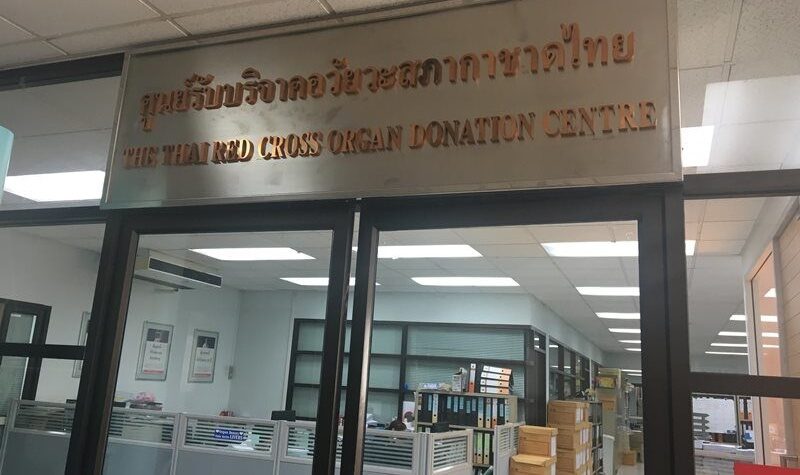 ศูนย์รับบริจาคอวัยวะสภากาชาดไทย
THE THAI RED CROSS ORGAN DONATION CENTRE